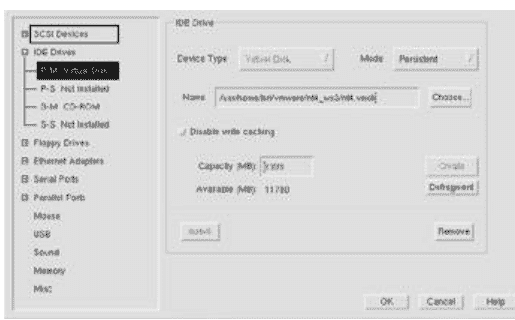 SCSI Devices
IDE Drives
P-M Virtual Disk
P-S Not Installed
S-M CD-ROM
S-S Not Installed
Floppy Drives
Ethernet Adapters
Serial Ports
Parallel Ports
Mouse
USB
Sound
Memory
Misc
IDE Drive
Device Type Virtual Disk Mode Persistent
Name Choose...
Disable write caching
Capacity (MB):
Create
Available (MB): 11780
Defragment
Install
Remove
OK Cancel Help